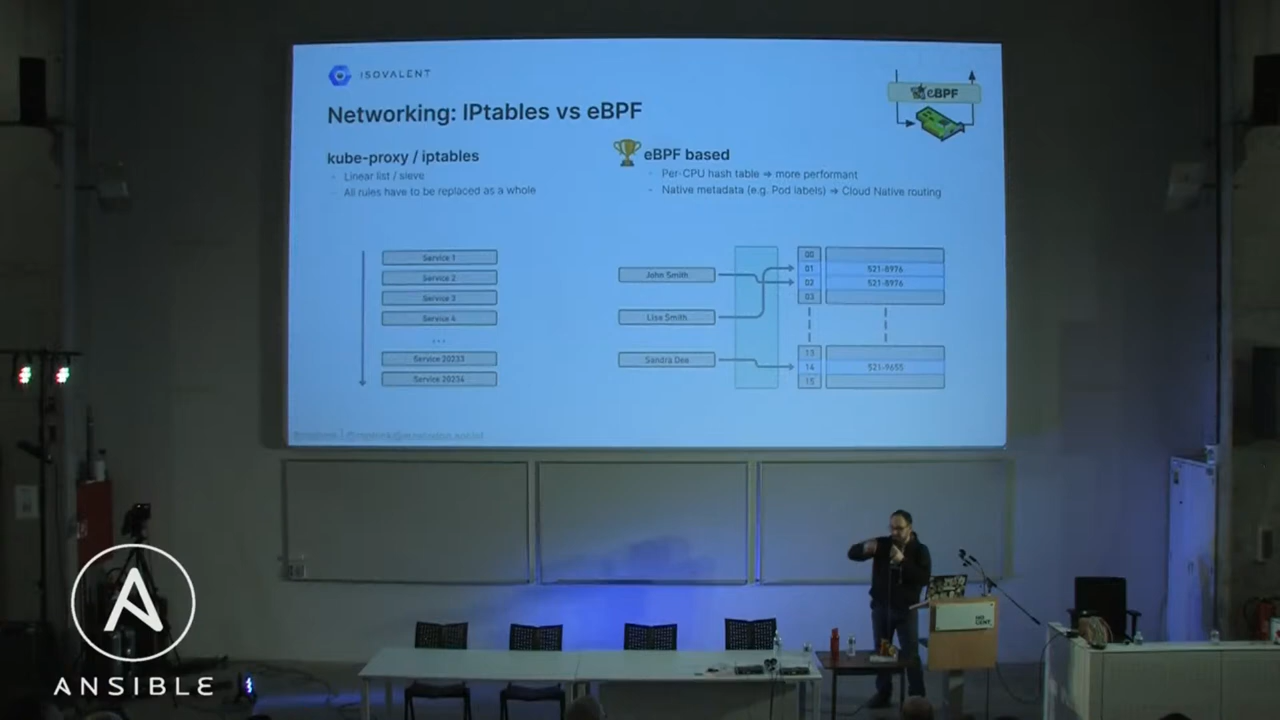 ISOVALENT
eBPF
Networking: IPtables vs eBPF
kube-proxy / iptables
- Linear list / sieve
- All rules have to be replaced as a whole
eBPF based
- Per-CPU hash table ⇒ more performant
- Native metadata (e.g. Pod labels) ⇒ Cloud Native routing
Service 1
Service 2
Service 3
Service 4
...
Service 20233
Service 20234
John Smith
Lisa Smith
Sandra Dee
00
01
02
03
13
14
15
521-8976
521-8976
521-9655
ANSIBLE